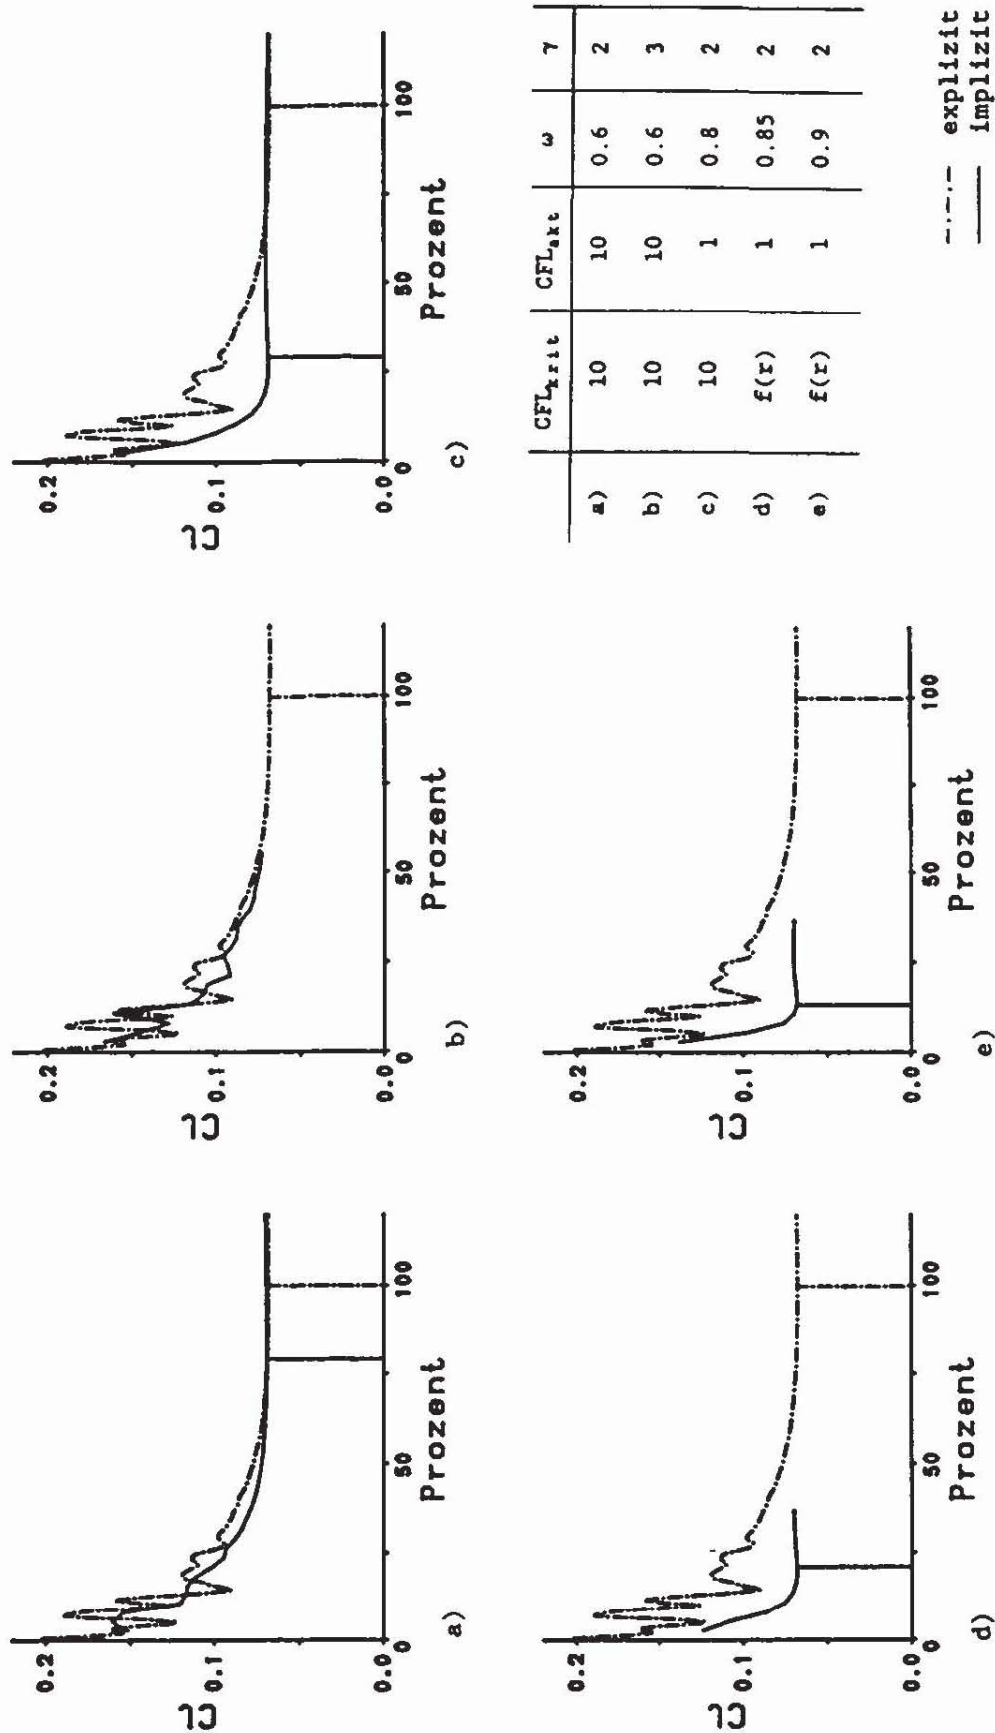 CL
0.2
0.1
0.0
0
50
100
Prozent
a)
CL
0.2
0.1
0.0
0
50
100
Prozent
b)
CL
0.2
0.1
0.0
0
50
100
Prozent
c)
CL
0.2
0.1
0.0
0
50
100
Prozent
d)
CL
0.2
0.1
0.0
0
50
100
Prozent
e)
CFLkrit CFLakt ω γ
a) 10 10 0.6 2
b) 10 10 0.6 3
c) 10 1 0.8 2
d) f(r) 1 0.85 2
e) f(r) 1 0.9 2
explizit
implizit